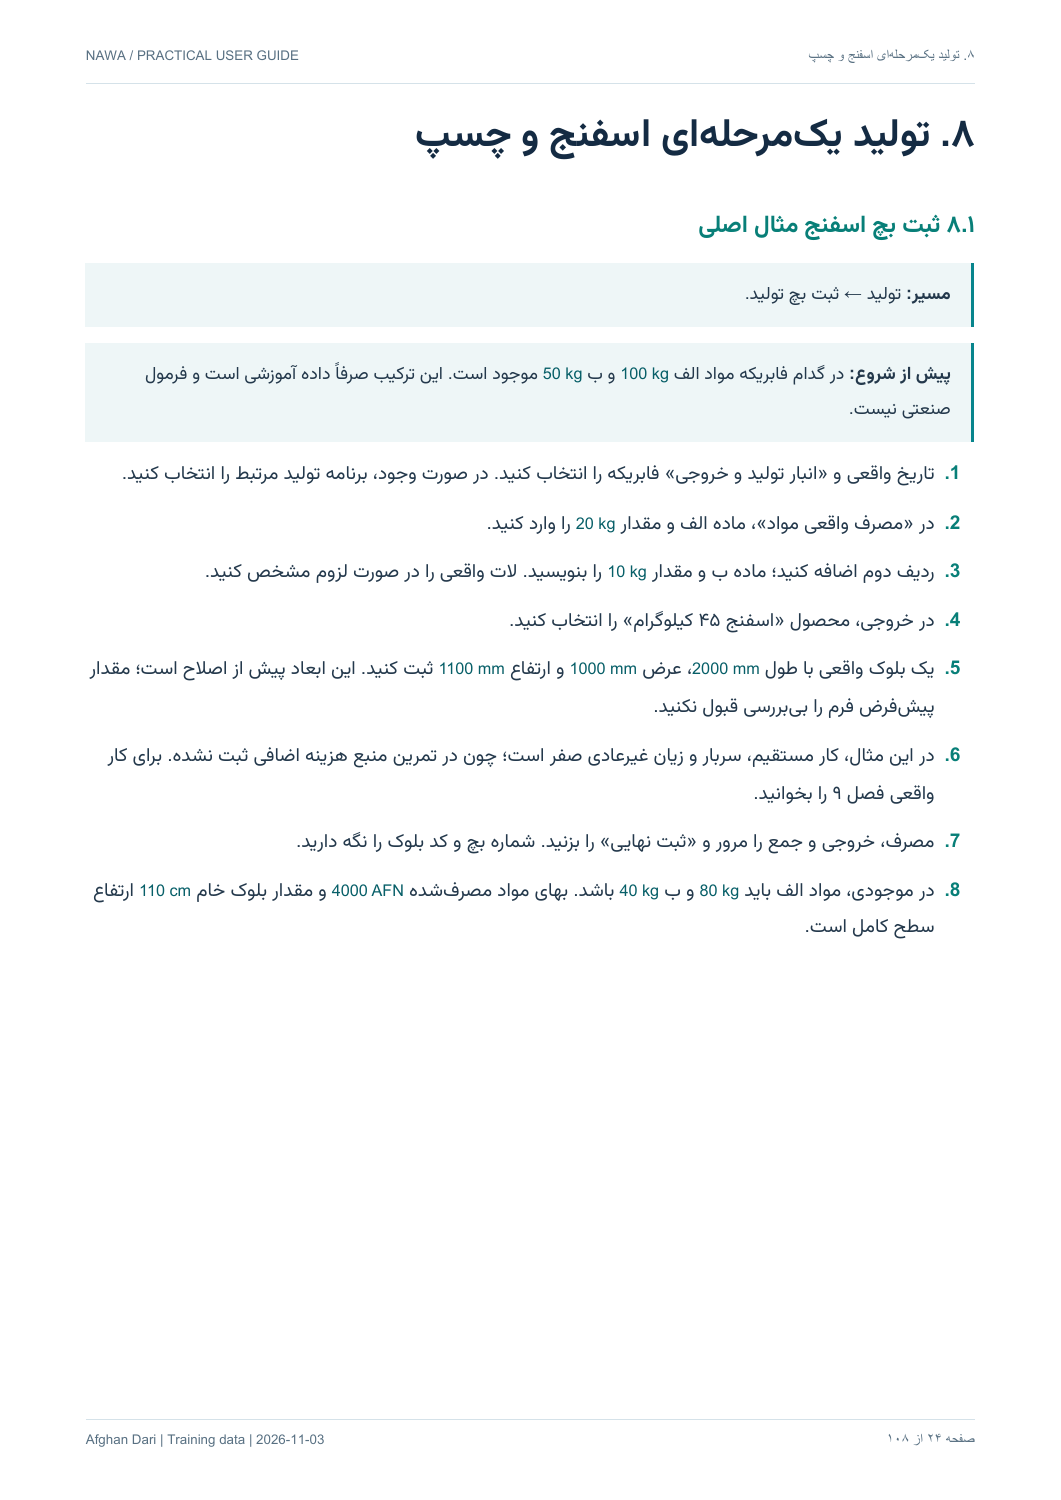 NAWA / PRACTICAL USER GUIDE
۸. تولید یک‌مرحله‌ای اسفنج و چسپ
۸. تولید یک‌مرحله‌ای اسفنج و چسپ
۸.۱ ثبت بچ اسفنج مثال اصلی
مسیر: تولید ← ثبت بچ تولید.
پیش از شروع: در گدام فابریکه مواد الف 100 kg و ب 50 kg موجود است. این ترکیب صرفاً داده آموزشی است و فرمول
صنعتی نیست.
1. تاریخ واقعی و «انبار تولید و خروجی» فابریکه را انتخاب کنید. در صورت وجود، برنامه تولید مرتبط را انتخاب کنید.
2. در «مصرف واقعی مواد»، ماده الف و مقدار 20 kg را وارد کنید.
3. ردیف دوم اضافه کنید؛ ماده ب و مقدار 10 kg را بنویسید. لات واقعی را در صورت لزوم مشخص کنید.
4. در خروجی، محصول «اسفنج ۴۵ کیلوگرام» را انتخاب کنید.
5. یک بلوک واقعی با طول 2000 mm، عرض 1000 mm و ارتفاع 1100 mm ثبت کنید. این ابعاد پیش از اصلاح است؛ مقدار
پیش‌فرض فرم را بی‌بررسی قبول نکنید.
6. در این مثال، کار مستقیم، سربار و زیان غیرعادی صفر است؛ چون در تمرین منبع هزینه اضافی ثبت نشده. برای کار
واقعی فصل ۹ را بخوانید.
7. مصرف، خروجی و جمع را مرور و «ثبت نهایی» را بزنید. شماره بچ و کد بلوک را نگه دارید.
8. در موجودی، مواد الف باید 80 kg و ب 40 kg باشد. بهای مواد مصرف‌شده 4000 AFN و مقدار بلوک خام 110 cm ارتفاع
سطح کامل است.
Afghan Dari | Training data | 2026-11-03
صفحه ۲۴ از ۱۰۸